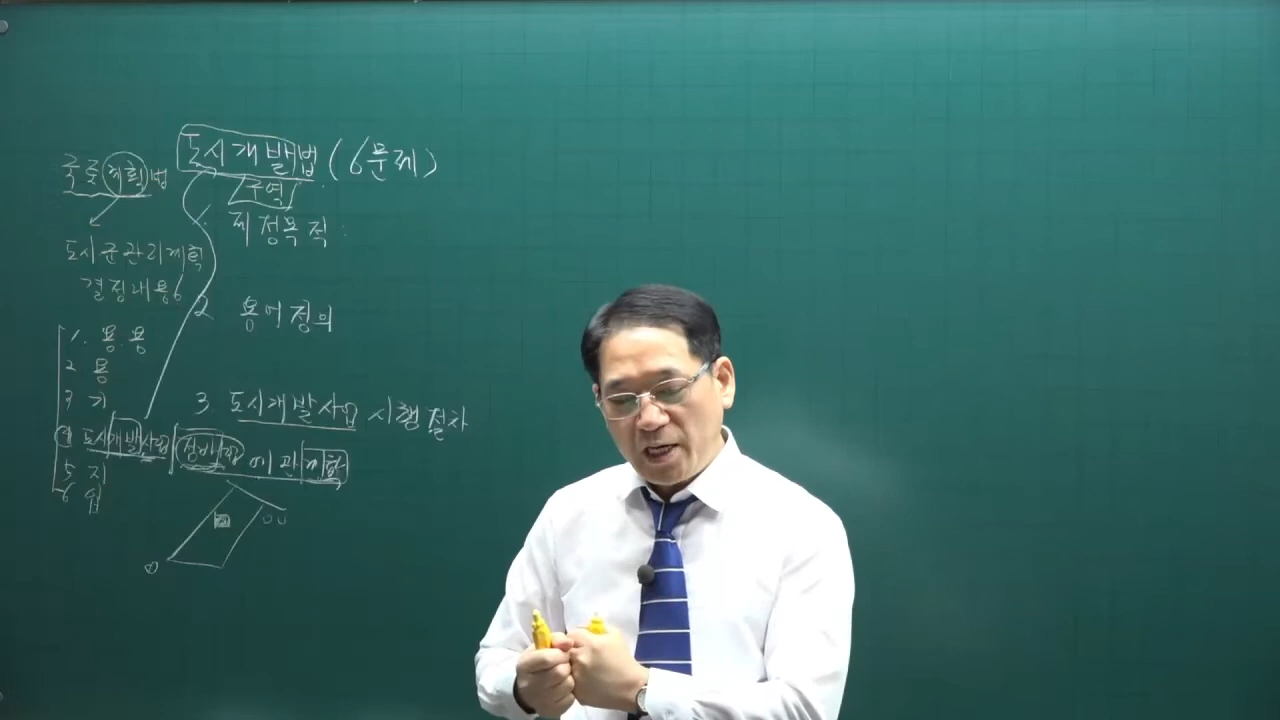 도시개발법 (6문제)
국토계획법
구역
1. 제정목적 :
도시군관리계획
결정내용 6
2 용어정의
1. 용.용
2 용
3 기
3. 도시개발사업 시행절차
도시개발사업 정비사업 에 관 계획
5 지
6 입